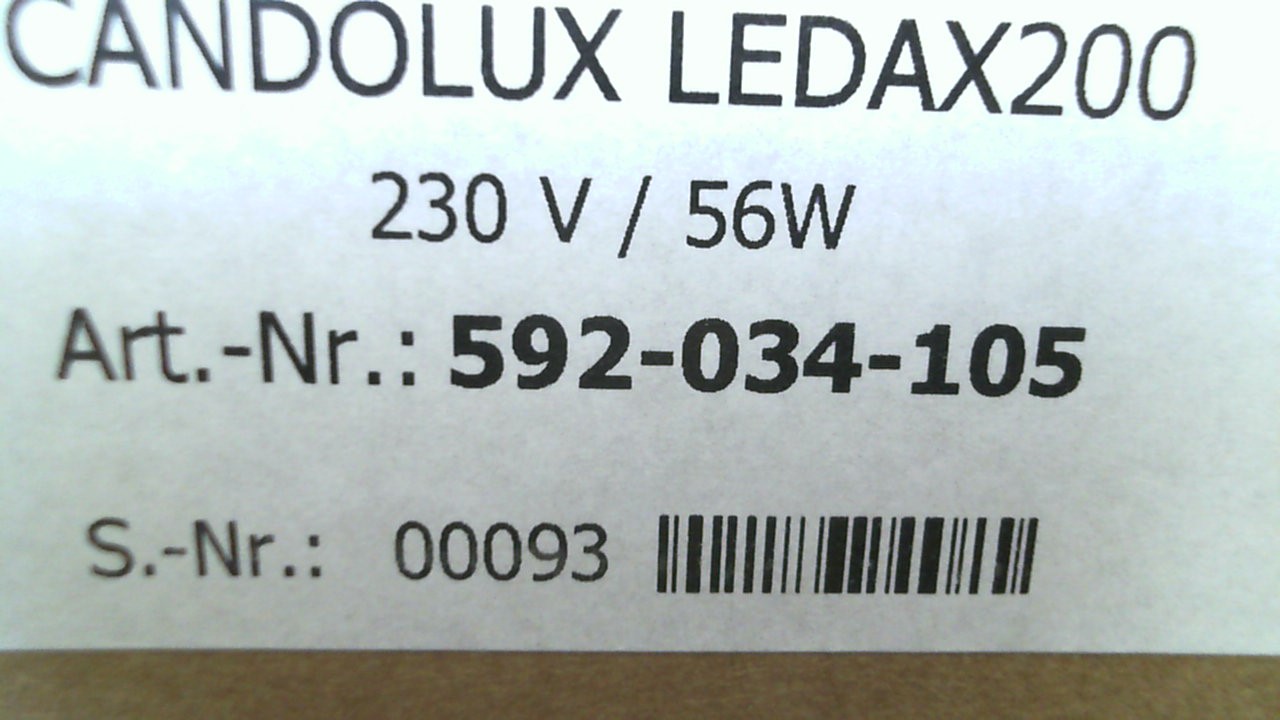 CANDOLUX LEDAX200
230 V / 56W
Art.-Nr.: 592-034-105
S.-Nr.: 00093